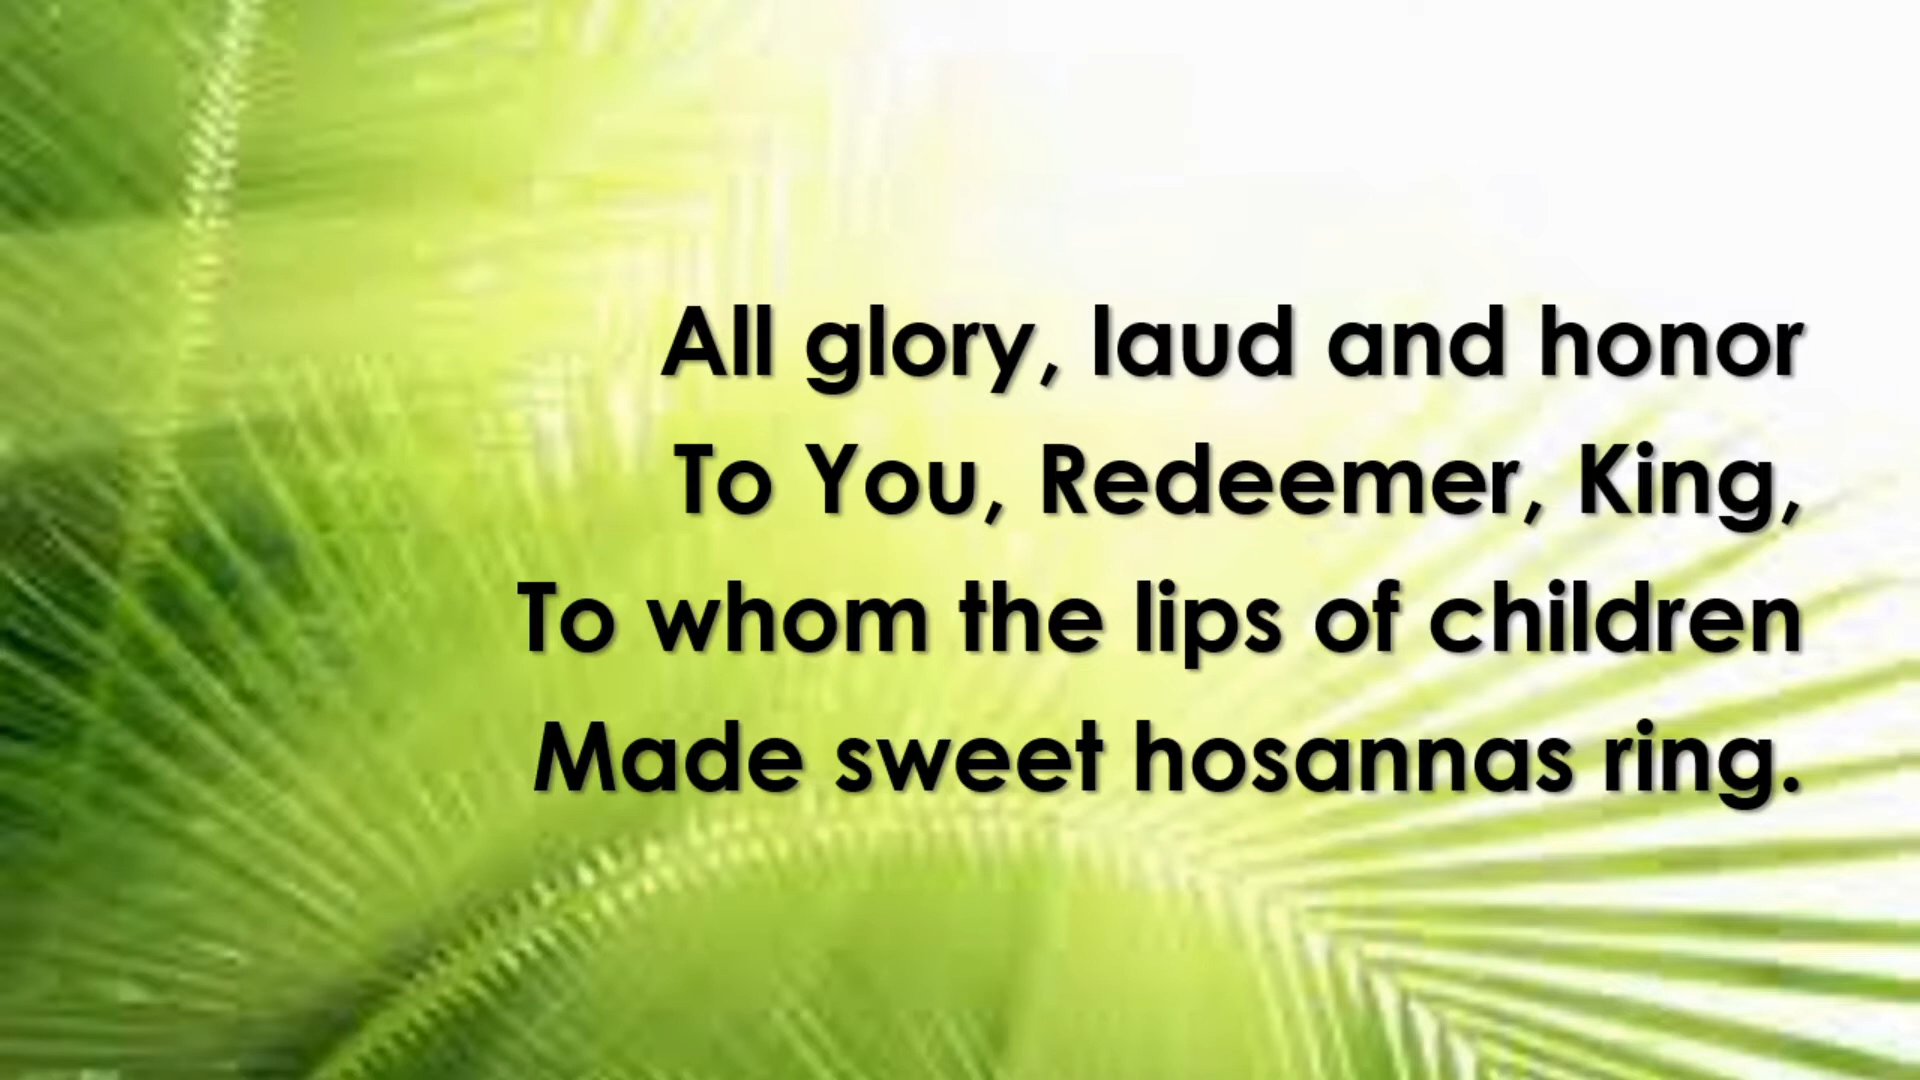 All glory, laud and honor
To You, Redeemer, King,
To whom the lips of children
Made sweet hosannas ring.